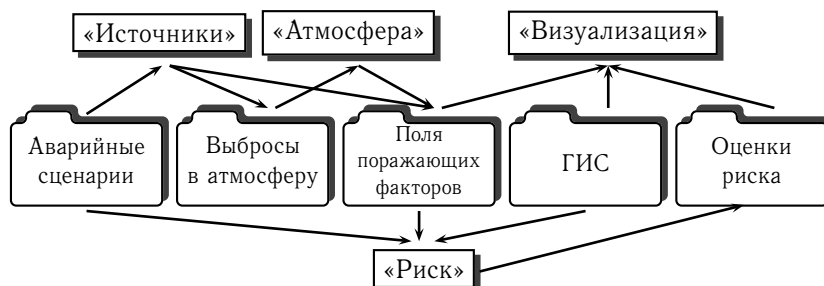 «Источники»
«Атмосфера»
«Визуализация»
Аварийные
сценарии
Выбросы
в атмосферу
Поля
поражающих
факторов
ГИС
Оценки
риска
«Риск»